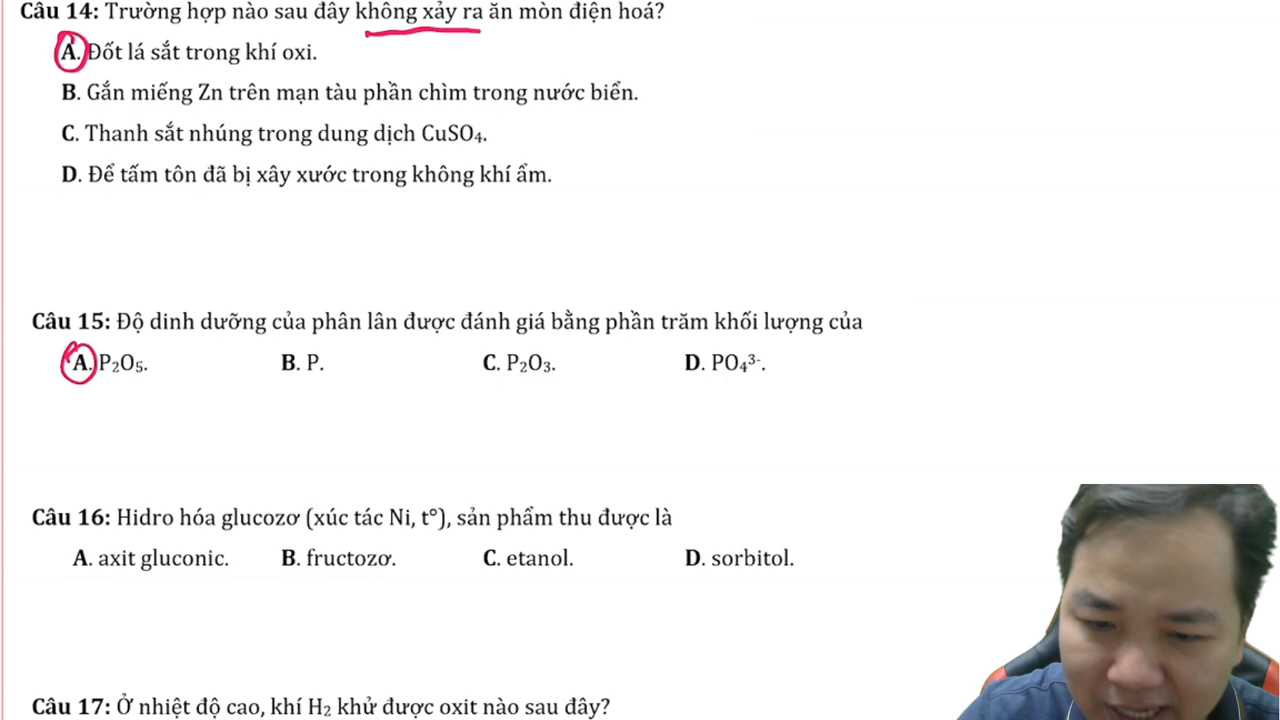 Câu 14: Trường hợp nào sau đây không xảy ra ăn mòn điện hoá?
A. Đốt lá sắt trong khí oxi.
B. Gắn miếng Zn trên mạn tàu phần chìm trong nước biển.
C. Thanh sắt nhúng trong dung dịch CuSO₄.
D. Để tấm tôn đã bị xây xước trong không khí ẩm.
Câu 15: Độ dinh dưỡng của phân lân được đánh giá bằng phần trăm khối lượng của
A. P₂O₅. B. P. C. P₂O₃. D. PO₄³⁻.
Câu 16: Hidro hóa glucozơ (xúc tác Ni, t°), sản phẩm thu được là
A. axit gluconic. B. fructozơ. C. etanol. D. sorbitol.
Câu 17: Ở nhiệt độ cao, khí H₂ khử được oxit nào sau đây?